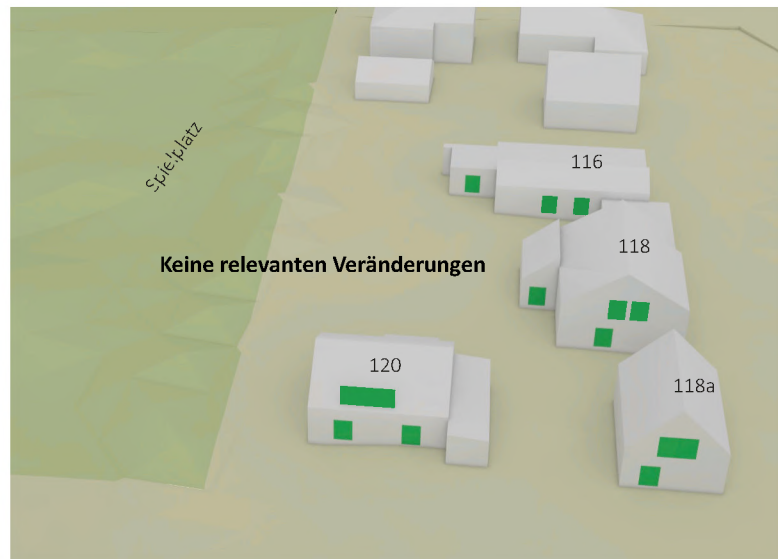 Spielplatz
116
118
Keine relevanten Veränderungen
120
118a